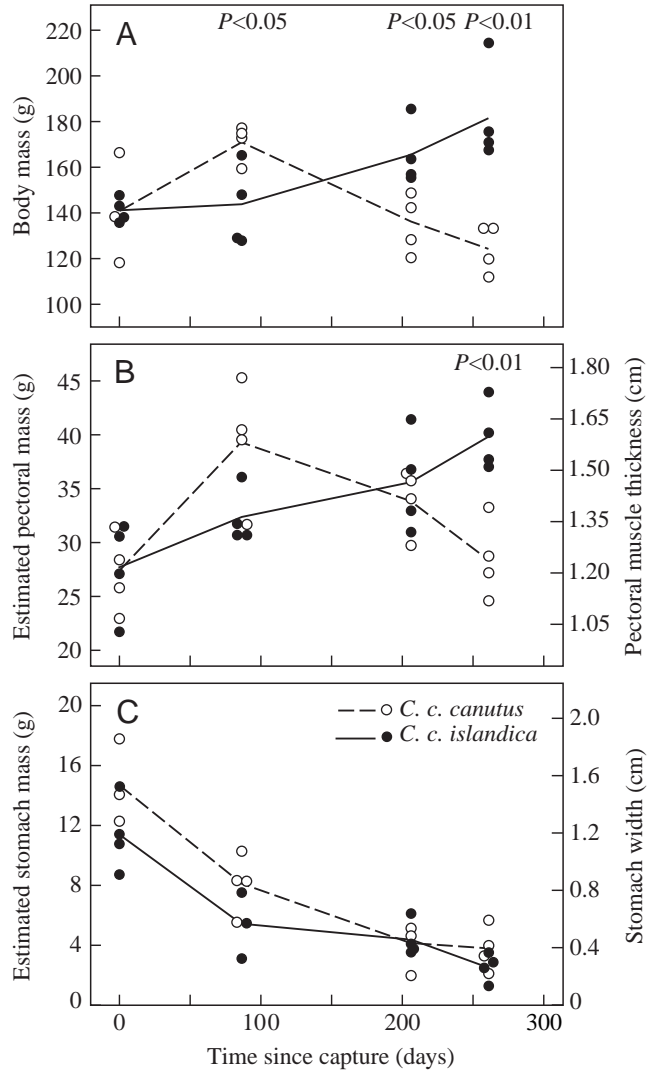 A
P<0.05 P<0.05 P<0.01
220
200
180
160
140
120
100
Body mass (g)
B
P<0.01
45
40
35
30
25
20
Estimated pectoral mass (g)
1.80
1.65
1.50
1.35
1.20
1.05
Pectoral muscle thickness (cm)
C
C. c. canutus
C. c. islandica
20
16
12
8
4
0
Estimated stomach mass (g)
2.0
1.6
1.2
0.8
0.4
0
Stomach width (cm)
0 100 200 300
Time since capture (days)